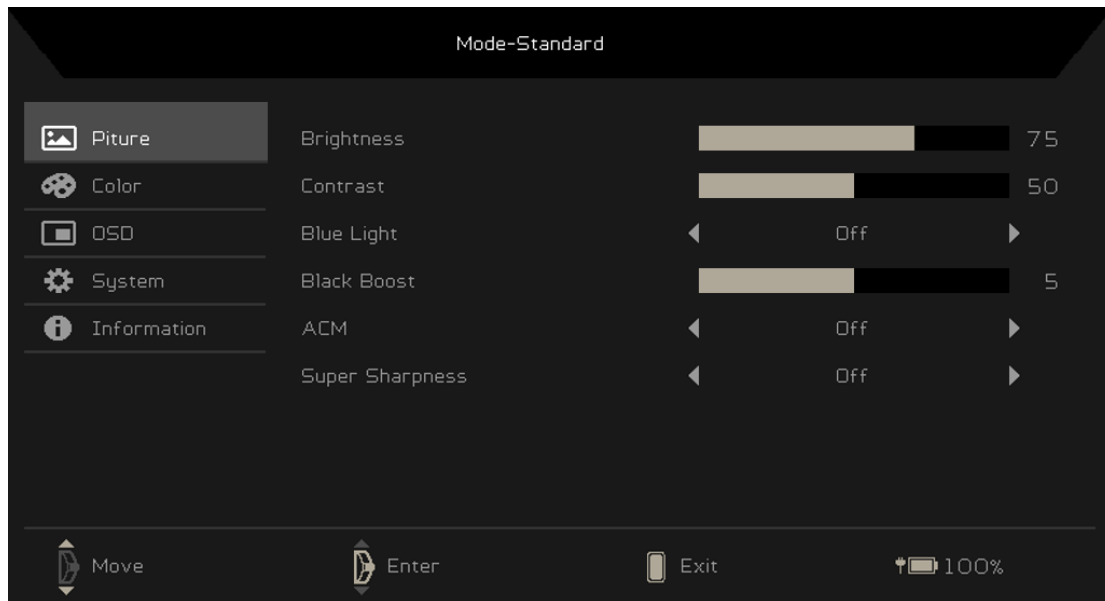 Mode-Standard
Piture
Brightness 75
Color
Contrast 50
OSD
Blue Light Off
System
Black Boost 5
Information
ACM Off
Super Sharpness Off
Move Enter Exit 100%